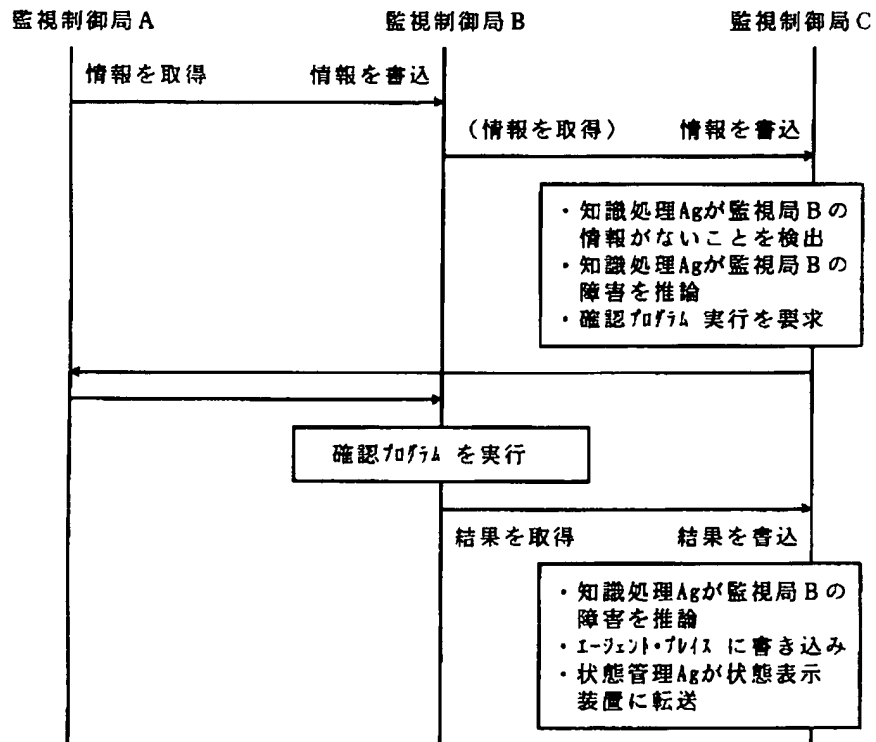 監視制御局A 監視制御局B 監視制御局C
情報を取得 情報を書込
（情報を取得） 情報を書込
・知識処理Agが監視局Bの
情報がないことを検出
・知識処理Agが監視局Bの
障害を推論
・確認ﾌﾟﾛｸﾞﾗﾑ 実行を要求
確認ﾌﾟﾛｸﾞﾗﾑ を実行
結果を取得 結果を書込
・知識処理Agが監視局Bの
障害を推論
・ｴｰｼﾞｪﾝﾄ・ﾌﾟﾚｲｽ に書き込み
・状態管理Agが状態表示
装置に転送